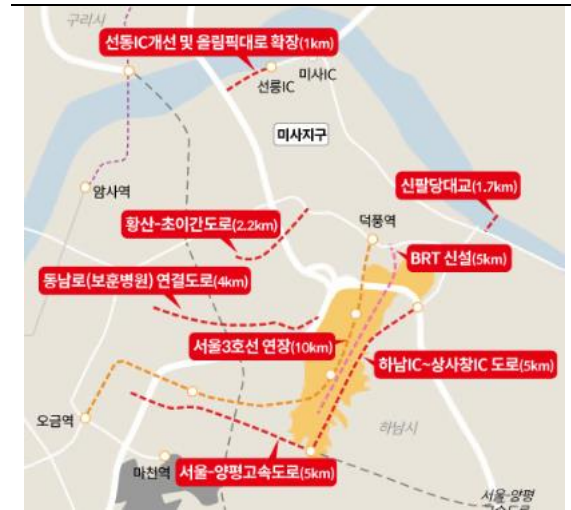 구리시
선동IC개선 및 올림픽대로 확장(1km)
미사IC
선릉IC
미사지구
신팔당대교(1.7km)
암사역
황산-초이간도로(2.2km)
덕풍역
BRT 신설(5km)
동남로(보훈병원) 연결도로(4km)
서울3호선 연장(10km)
하남IC~상사창IC 도로(5km)
오금역
하남시
마천역
서울-양평고속도로(5km)
서울-양평
고속도로